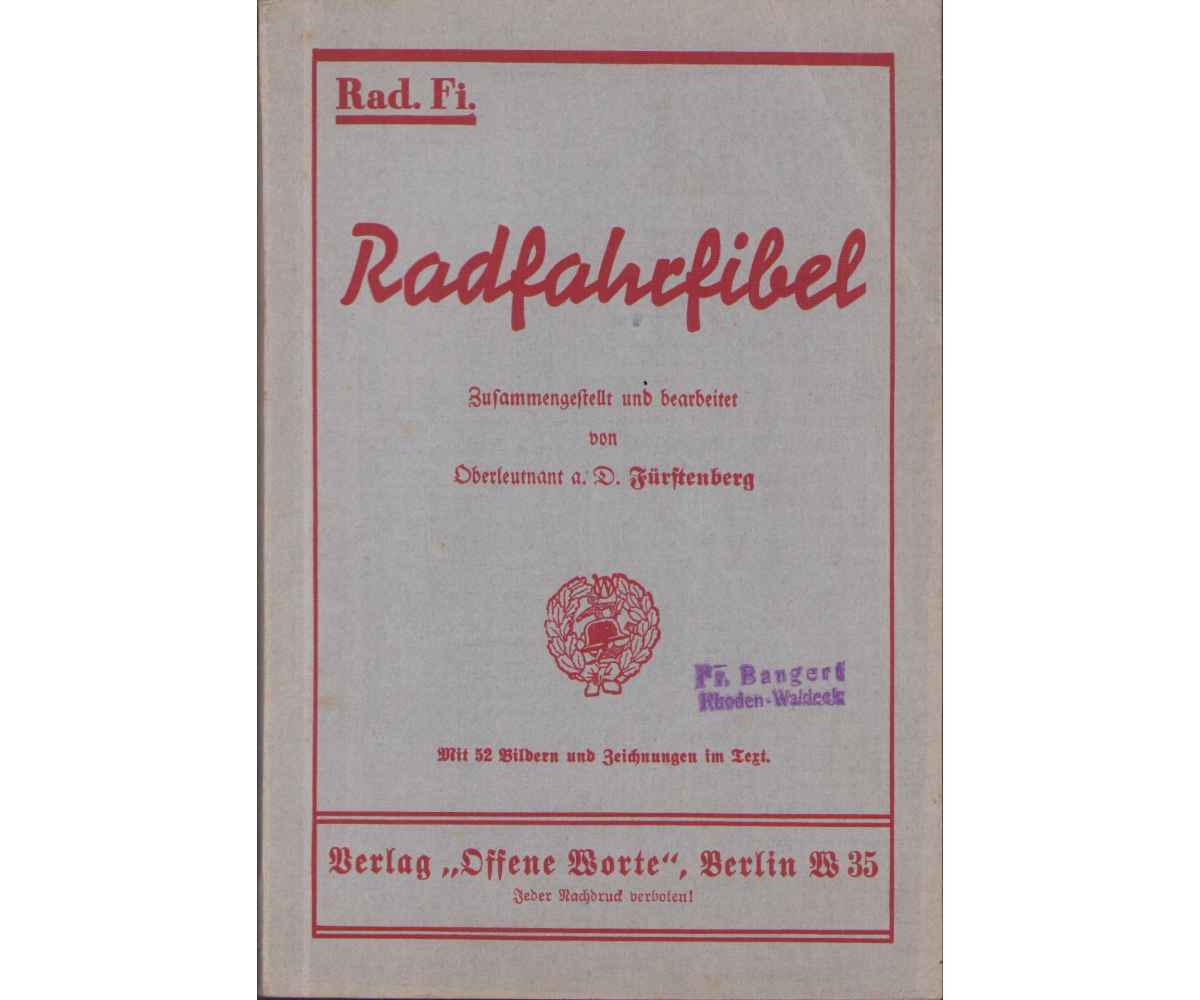 Rad. Fi.
Radfahrfibel
Zusammengestellt und bearbeitet
von
Oberleutnant a. D. Fürstenberg
W
Fr. Bangert
Rhoden-Waldeck
Mit 52 Bildern und Zeichnungen im Text.
Verlag „Offene Worte“, Berlin W 35
Jeder Nachdruck verboten!